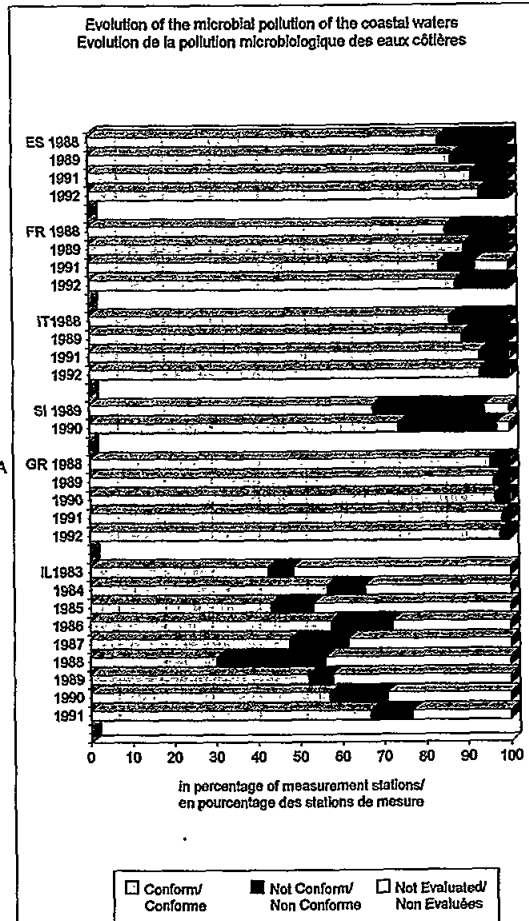 Evolution of the microbial pollution of the coastal waters
Evolution de la pollution microbiologique des eaux côtières
ES 1988
1989
1991
1992
FR 1988
1989
1991
1992
IT1988
1989
1991
1992
SI 1989
1990
A
GR 1988
1989
1990
1991
1992
IL1983
1984
1985
1986
1987
1988
1989
1990
1991
0 10 20 30 40 50 60 70 80 90 100
in percentage of measurement stations/
en pourcentage des stations de mesure
Conform/ Not Conform/ Not Evaluated/
Conforme Non Conforme Non Evaluées